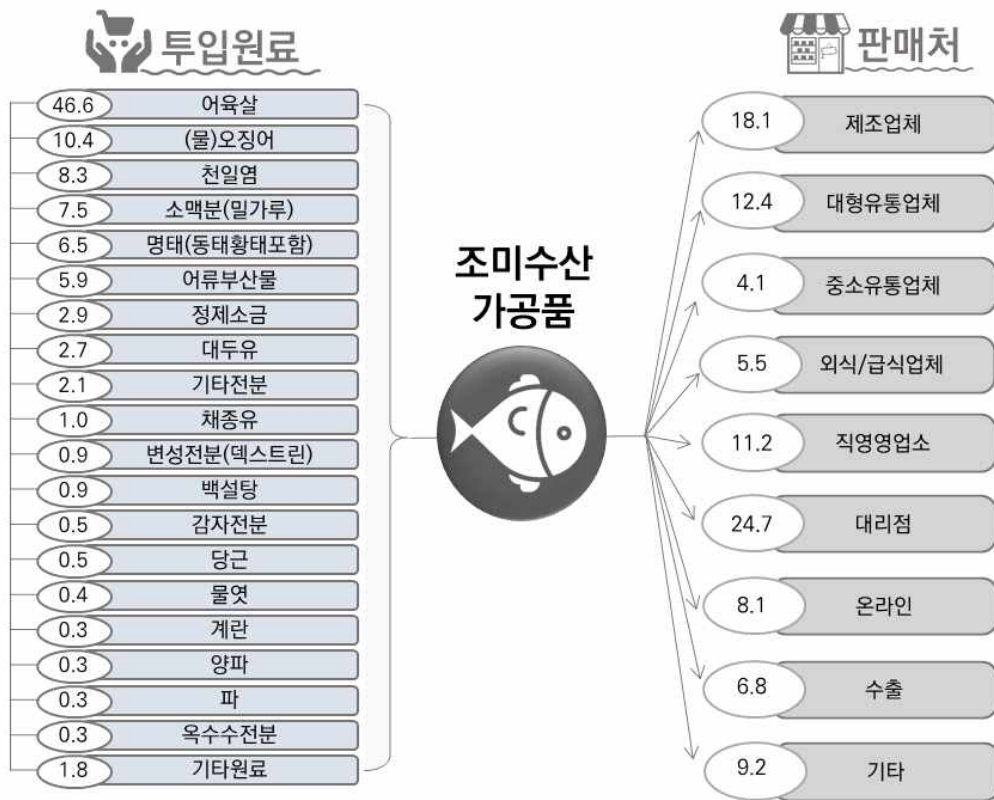 투입원료
46.6 어육살
10.4 (물)오징어
8.3 천일염
7.5 소맥분(밀가루)
6.5 명태(동태황태포함)
5.9 어류부산물
2.9 정제소금
2.7 대두유
2.1 기타전분
1.0 채종유
0.9 변성전분(덱스트린)
0.9 백설탕
0.5 감자전분
0.5 당근
0.4 물엿
0.3 계란
0.3 양파
0.3 파
0.3 옥수수전분
1.8 기타원료
조미수산
가공품
판매처
18.1 제조업체
12.4 대형유통업체
4.1 중소유통업체
5.5 외식/급식업체
11.2 직영영업소
24.7 대리점
8.1 온라인
6.8 수출
9.2 기타